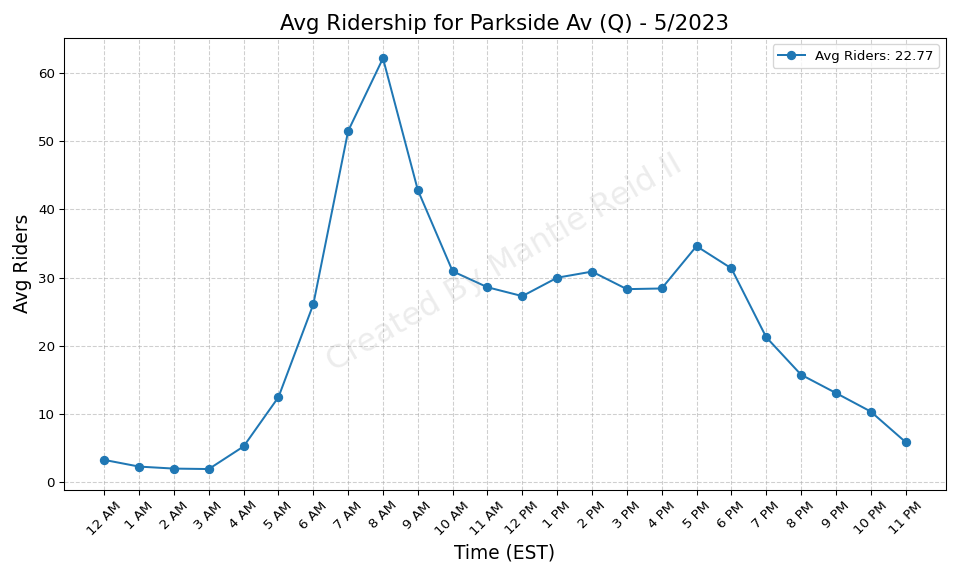 Avg Ridership for Parkside Av (Q) - 5/2023
Avg Riders: 22.77
60
50
40
30
20
10
0
Avg Riders
Created By Mantie Reid II
12 AM
1 AM
2 AM
3 AM
4 AM
5 AM
6 AM
7 AM
8 AM
9 AM
10 AM
11 AM
12 PM
1 PM
2 PM
3 PM
4 PM
5 PM
6 PM
7 PM
8 PM
9 PM
10 PM
11 PM
Time (EST)